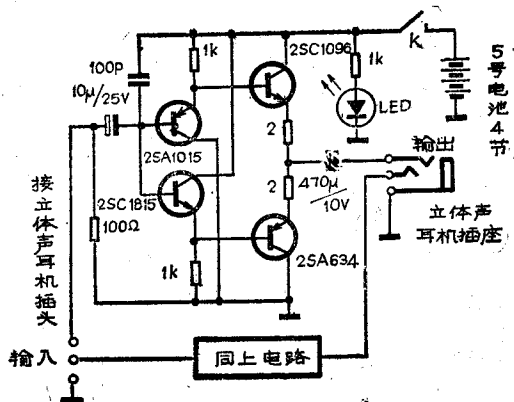 1k
2SC1096
K
1k
5号电池4节
100P
10μ/25V
LED
2SA1015
2
输出
2SC1815
2
470μ/10V
100Ω
立体声
耳机插座
接立体声耳机插头
1k
2SA634
输入
同上电路